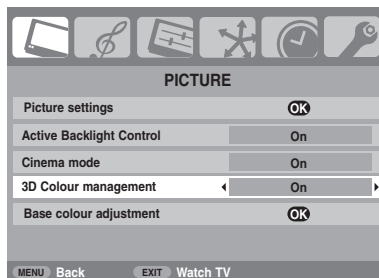 PICTURE
Picture settings OK
Active Backlight Control On
Cinema mode On
3D Colour management On
Base colour adjustment OK
MENU Back EXIT Watch TV